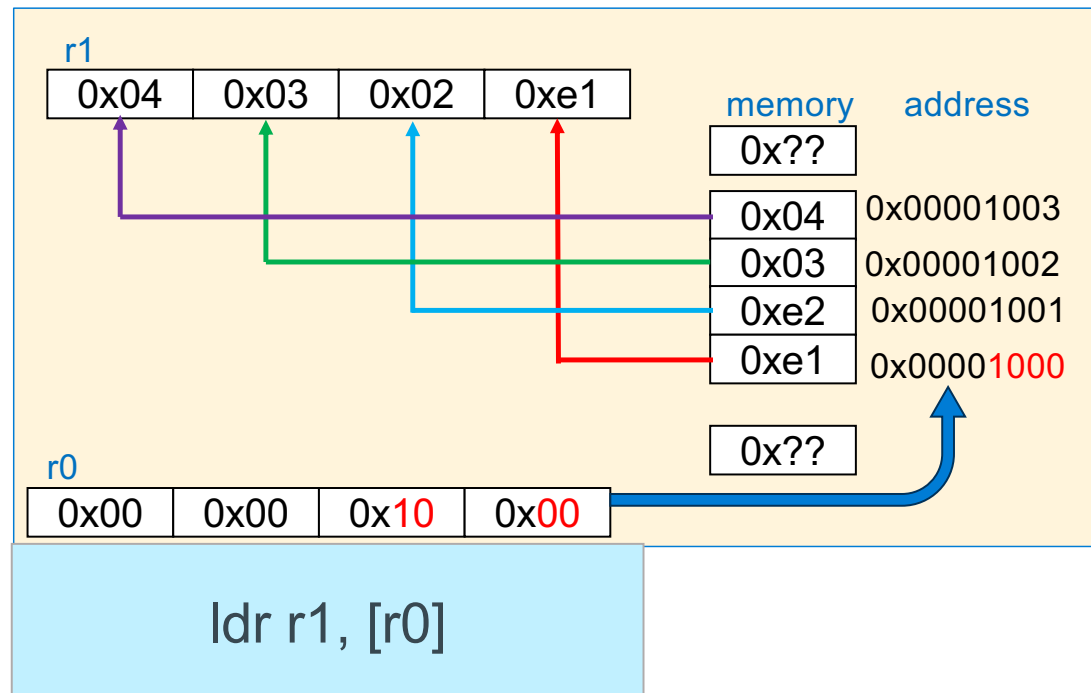 r1
0x04 0x03 0x02 0xe1
memory address
0x??
0x04 0x00001003
0x03 0x00001002
0xe2 0x00001001
0xe1 0x00001000
0x??
r0
0x00 0x00 0x10 0x00
ldr r1, [r0]